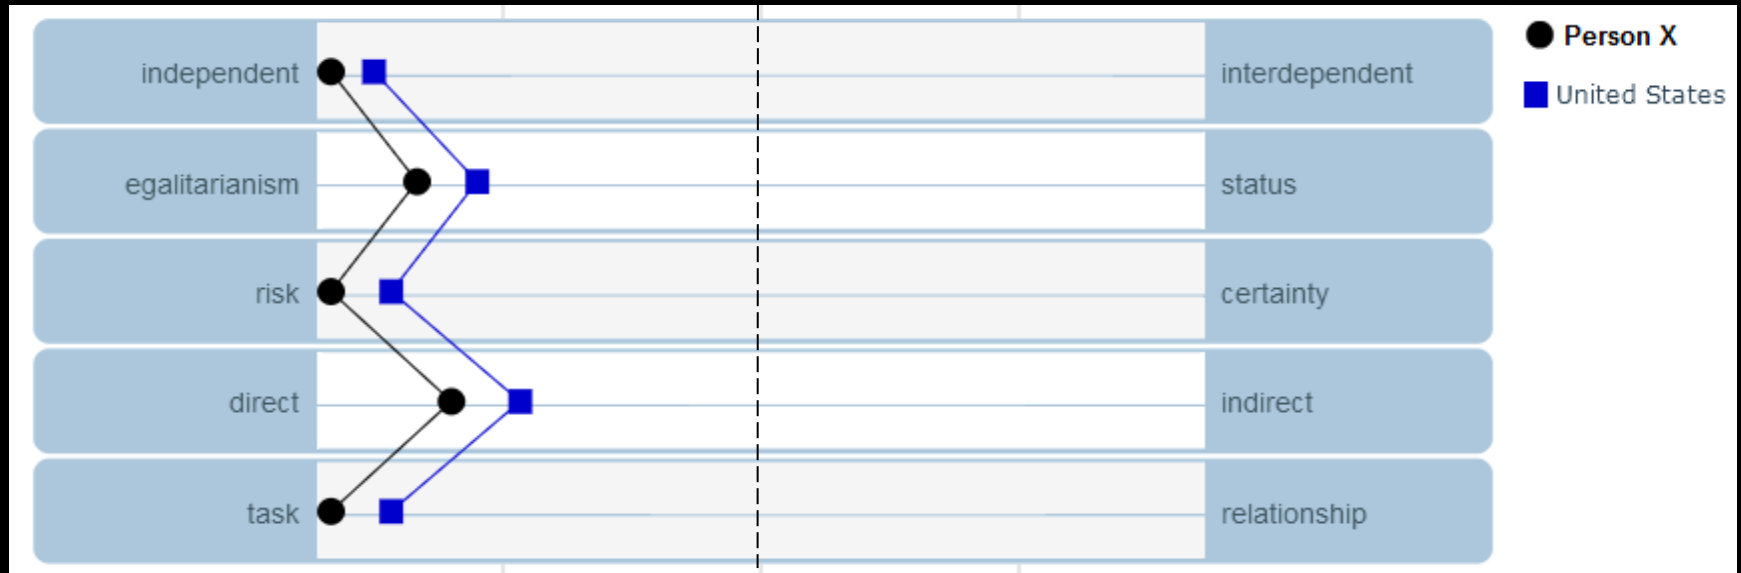 independent
interdependent
Person X
United States
egalitarianism
status
risk
certainty
direct
indirect
task
relationship